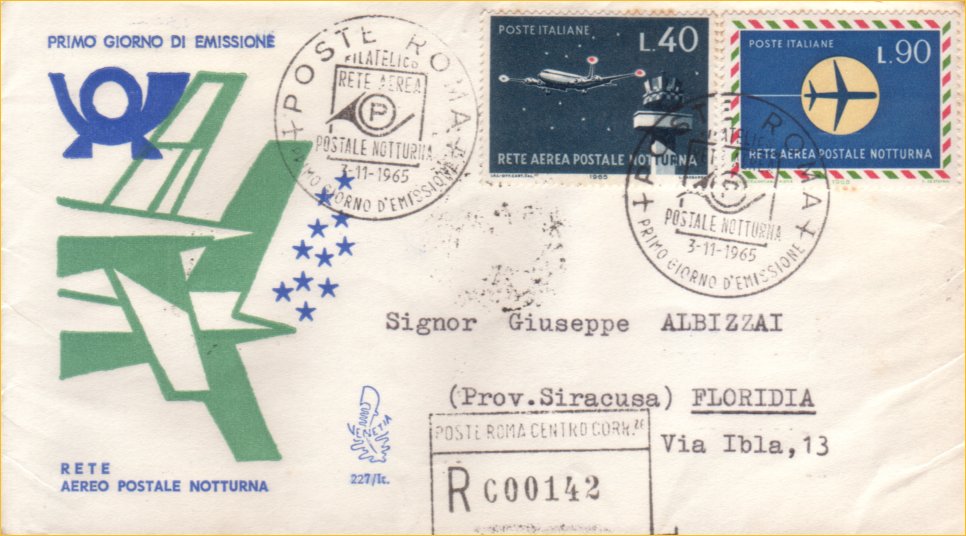 PRIMO GIORNO DI EMISSIONE
POSTE ROMA
FILATELICO
RETE AEREA
P
POSTALE NOTTURNA
3-11-1965
PRIMO GIORNO D'EMISSIONE
POSTE ITALIANE
L.40
RETE AEREA POSTALE NOTTURNA
1965
POSTE ITALIANE
L.90
RETE AEREA POSTALE NOTTURNA
ROMA
POSTALE NOTTURNA
3-11-1965
PRIMO GIORNO D'EMISSIONE
Signor Giuseppe ALBIZZAI
(Prov.Siracusa) FLORIDIA
Via Ibla,13
POSTE ROMA CENTRO CORR.
R C00142
VENETIA
227/It.
RETE
AEREO POSTALE NOTTURNA